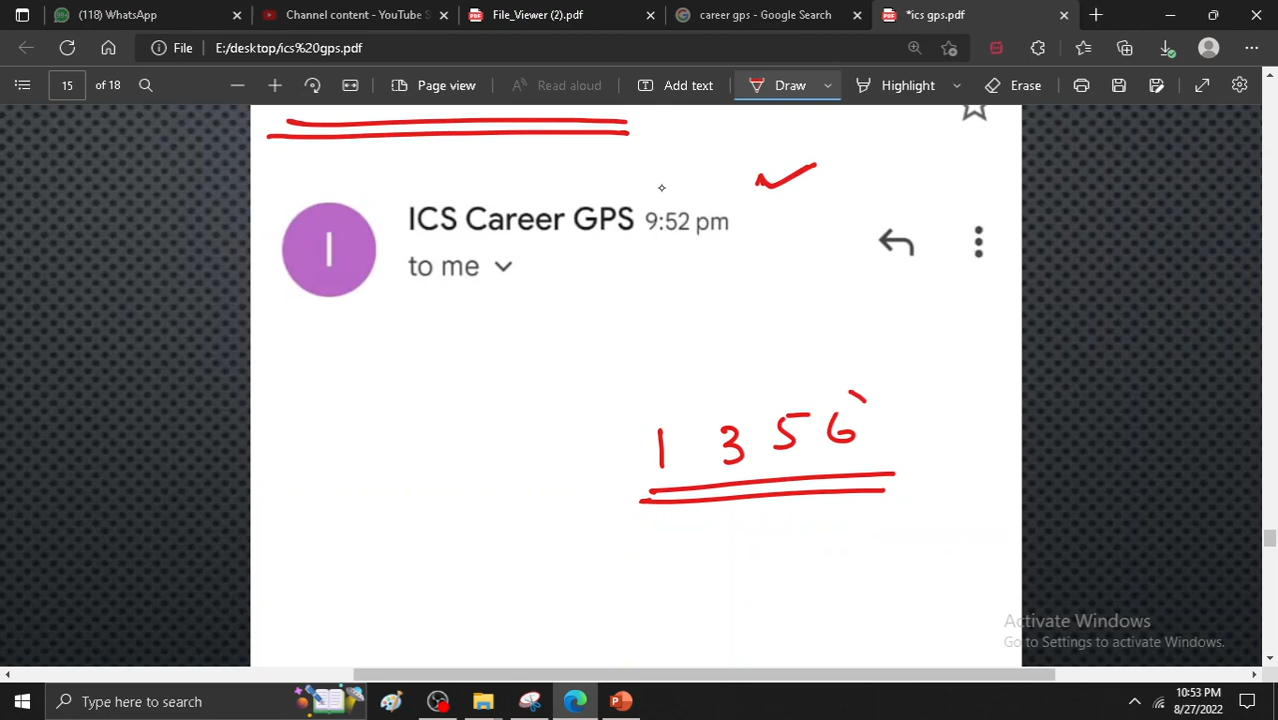 (118) WhatsApp
Channel content - YouTube S
File_Viewer (2).pdf
career gps - Google Search
*ics gps.pdf
File
E:/desktop/ics%20gps.pdf
15 of 18
Page view
Read aloud
Add text
Draw
Highlight
Erase
ICS Career GPS 9:52 pm
to me
I
1 3 5 6
Activate Windows
Go to Settings to activate Windows.
Type here to search
10:53 PM
8/27/2022